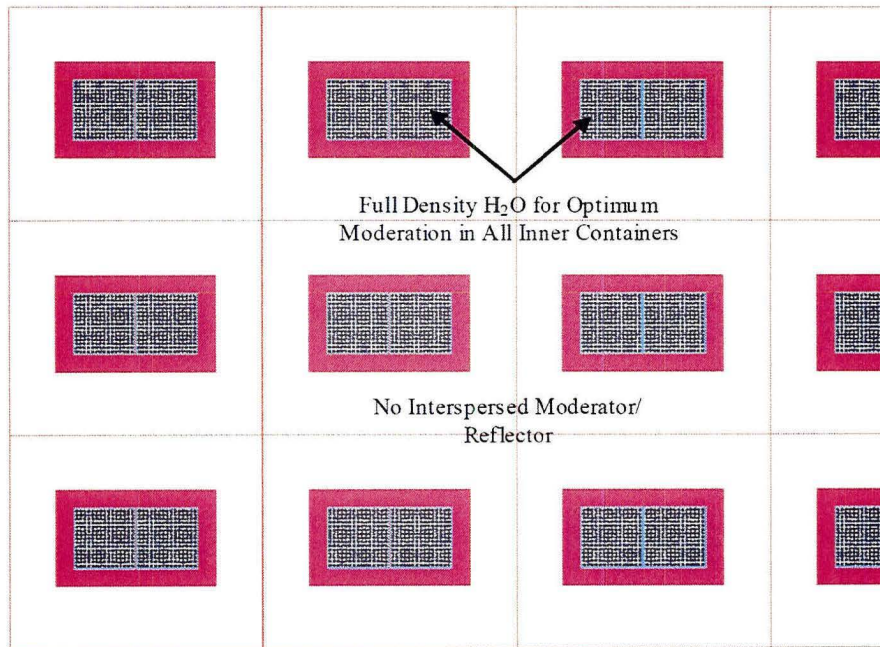 Full Density H₂O for Optimum
Moderation in All Inner Containers
No Interspersed Moderator/
Reflector